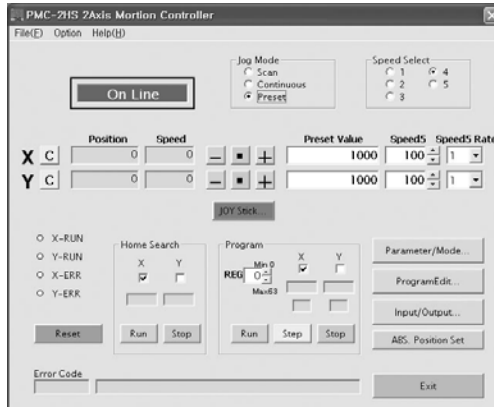 PMC-2HS 2Axis Mortion Controller
File(F) Option Help(H)
Jog Mode
Scan
Continuous
Preset
Speed Select
1 4
2 5
3
On Line
Position Speed Preset Value Speed5 Speed5 Rate
X C 0 0 1000 100 1
Y C 0 0 1000 100 1
JOY Stick...
X-RUN
Y-RUN
X-ERR
Y-ERR
Reset
Home Search
X Y
Run Stop
Program
X Y
Min 0
REG 0
Max63
Run Step Stop
Parameter/Mode...
ProgramEdit...
Input/Output...
ABS. Position Set
Error Code
Exit